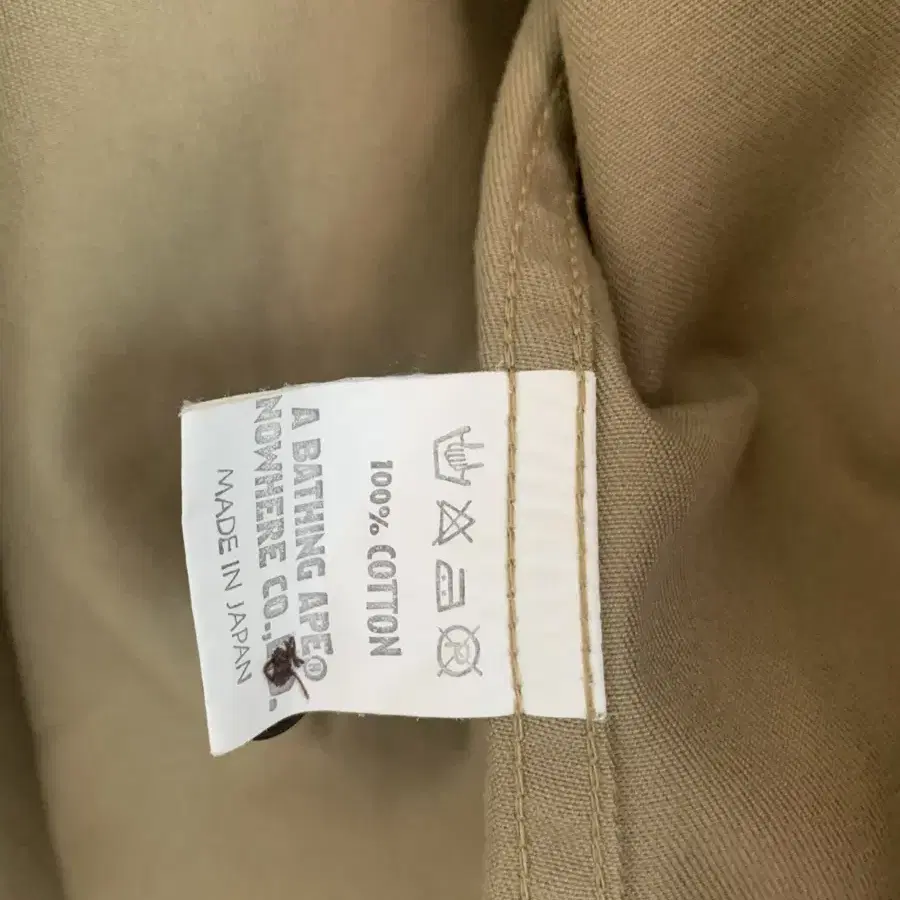 100% COTTON
A BATHING APE®
NOWHERE CO.,
MADE IN JAPAN